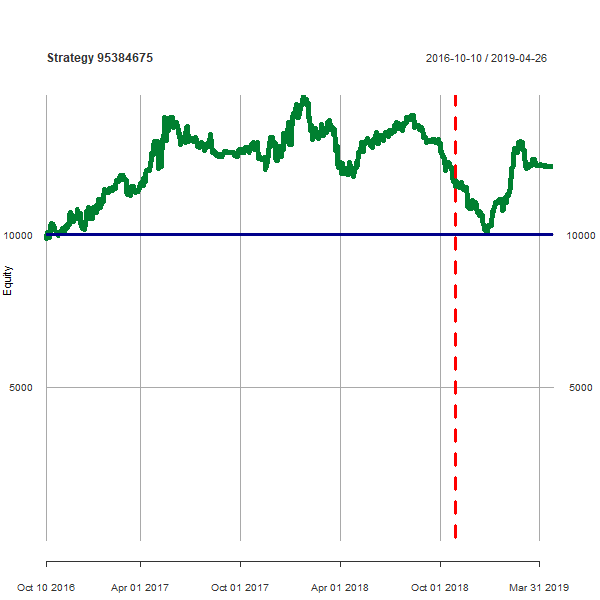 Strategy 95384675
2016-10-10 / 2019-04-26
10000
10000
Equity
5000
5000
Oct 10 2016
Apr 01 2017
Oct 01 2017
Apr 01 2018
Oct 01 2018
Mar 31 2019